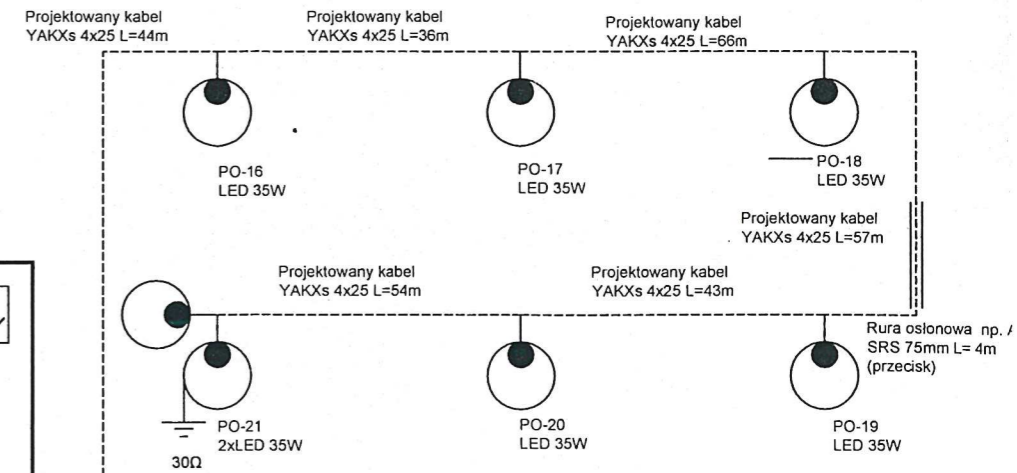 Projektowany kabel
YAKXs 4x25 L=44m
Projektowany kabel
YAKXs 4x25 L=36m
Projektowany kabel
YAKXs 4x25 L=66m
PO-16
LED 35W
PO-17
LED 35W
PO-18
LED 35W
Projektowany kabel
YAKXs 4x25 L=57m
Projektowany kabel
YAKXs 4x25 L=54m
Projektowany kabel
YAKXs 4x25 L=43m
Rura osłonowa np.
SRS 75mm L= 4m
(przecisk)
PO-21
2xLED 35W
30Ω
PO-20
LED 35W
PO-19
LED 35W